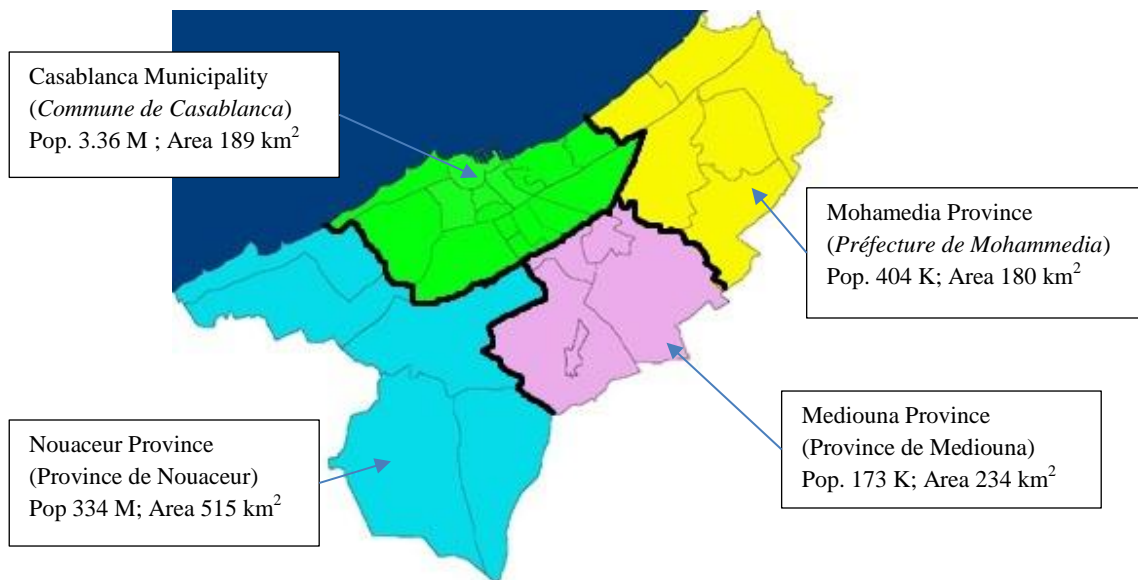 Casablanca Municipality
(Commune de Casablanca)
Pop. 3.36 M ; Area 189 km²
Mohamedia Province
(Préfecture de Mohammedia)
Pop. 404 K; Area 180 km²
Mediouna Province
(Province de Mediouna)
Pop. 173 K; Area 234 km²
Nouaceur Province
(Province de Nouaceur)
Pop 334 M; Area 515 km²